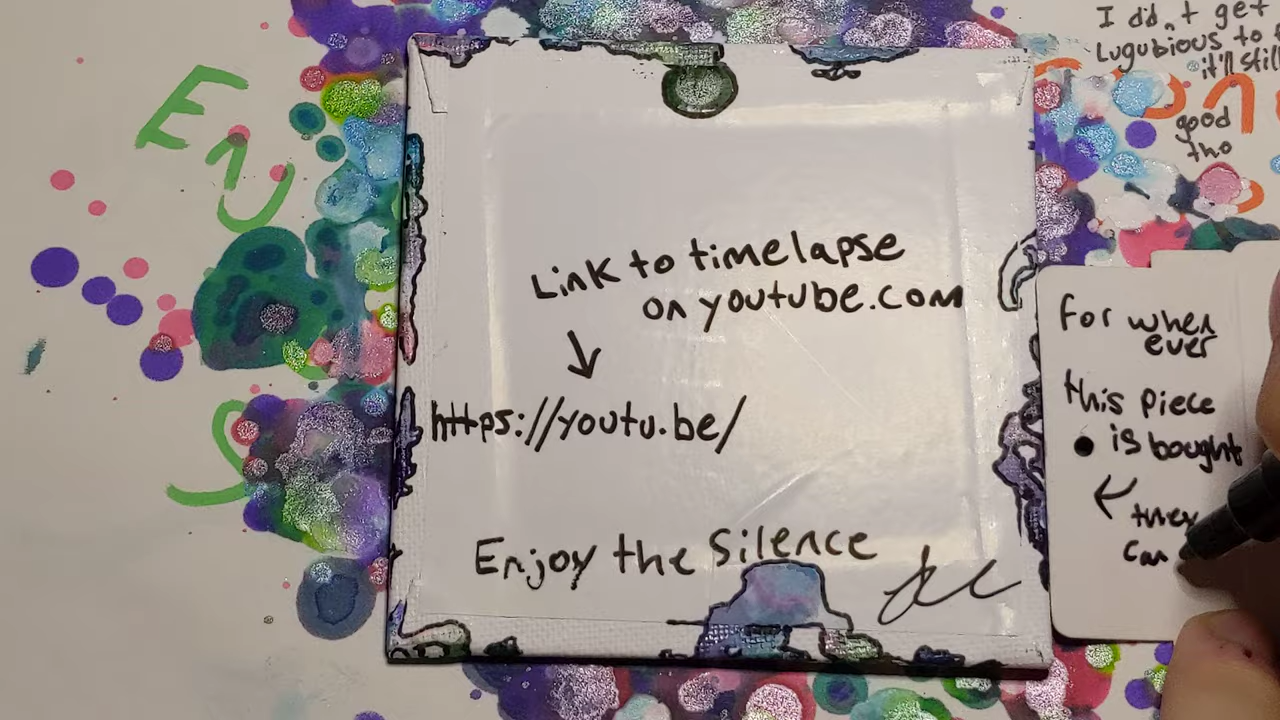 I didn't get
Lugubious to
it'll still
good
tho
Link to timelapse
on youtube.com
https://youtu.be/
Enjoy the Silence
for when
ever
this piece
is bought
they
can